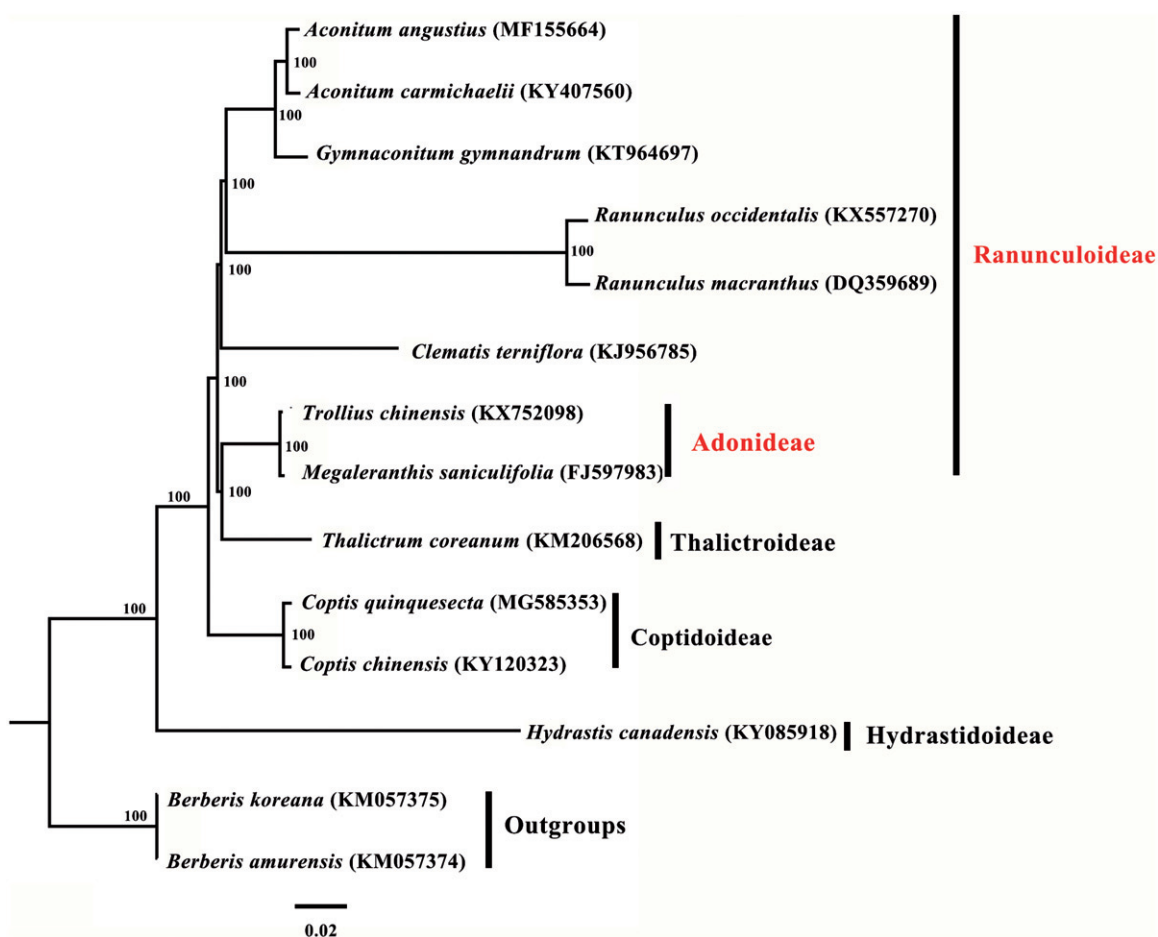 Aconitum angustius (MF155664)
100
Aconitum carmichaelii (KY407560)
100
Gymnaconitum gymnandrum (KT964697)
100
Ranunculus occidentalis (KX557270)
100
Ranunculus macranthus (DQ359689)
Ranunculoideae
100
Clematis terniflora (KJ956785)
100
Trollius chinensis (KX752098)
100
Adonideae
Megaleranthis saniculifolia (FJ597983)
100
100
Thalictrum coreanum (KM206568)
Thalictroideae
Coptis quinquesecta (MG585353)
100
Coptidoideae
100
Coptis chinensis (KY120323)
Hydrastis canadensis (KY085918)
Hydrastidoideae
Berberis koreana (KM057375)
100
Outgroups
Berberis amurensis (KM057374)
0.02